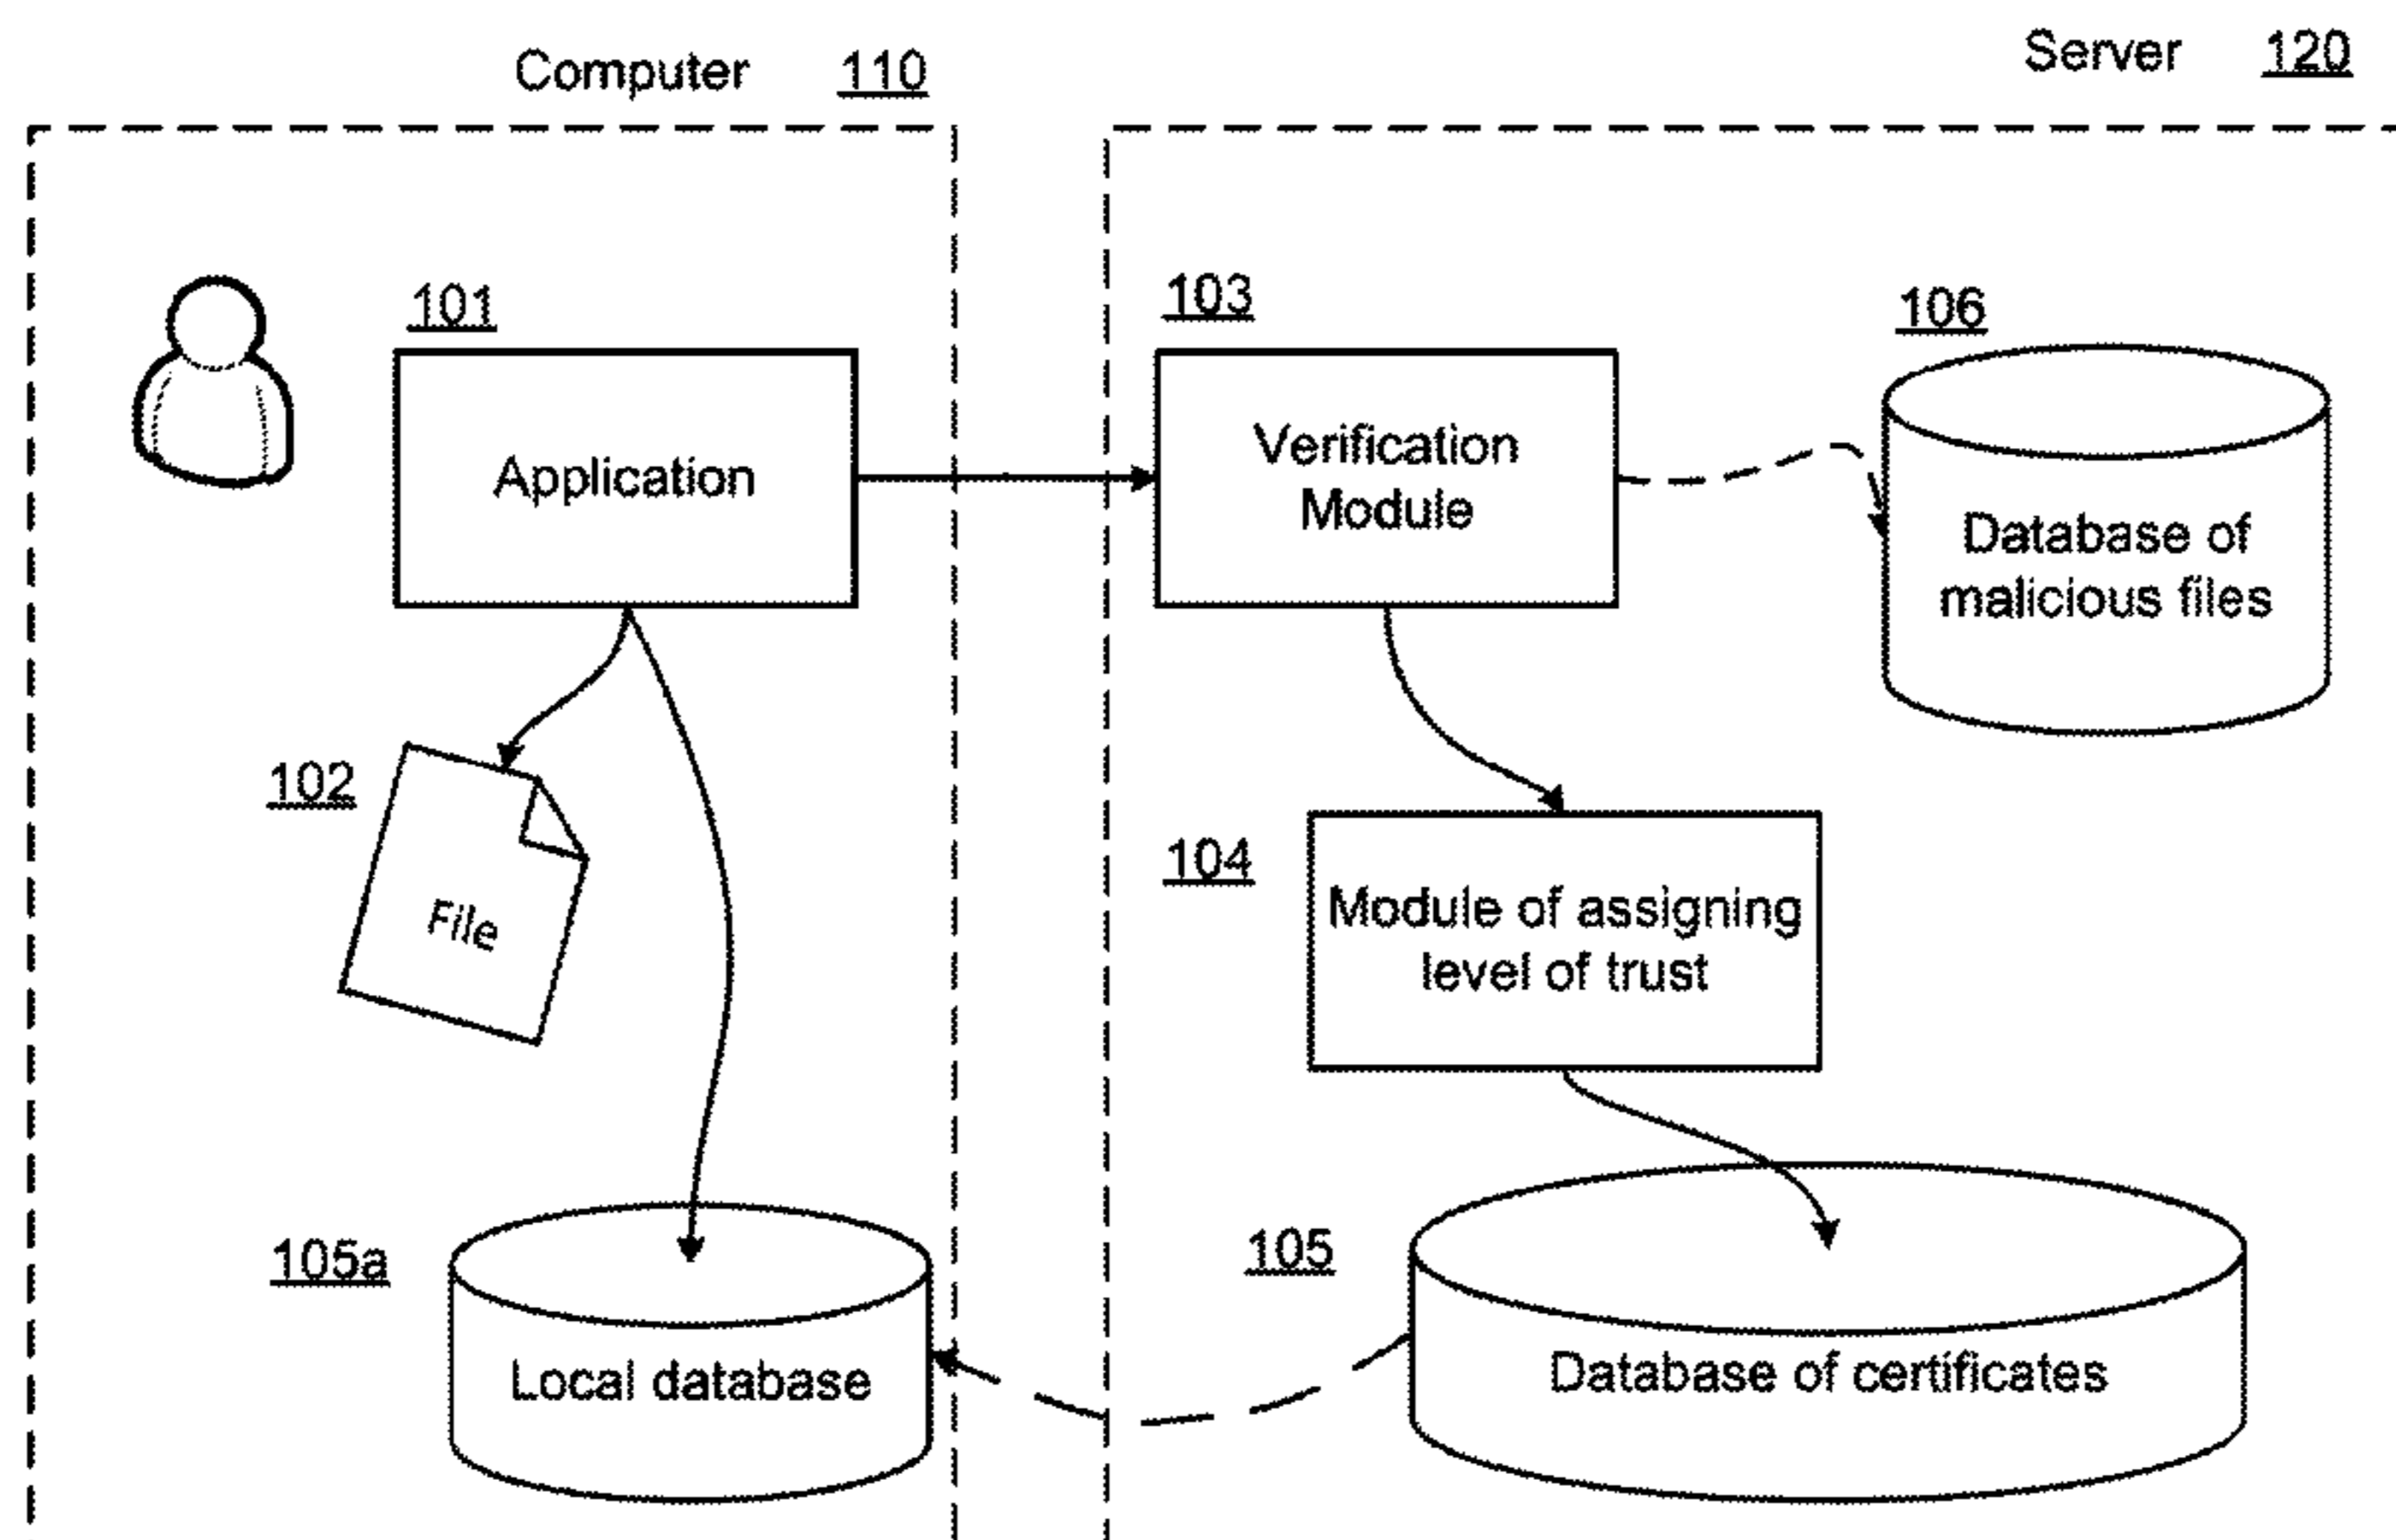 Computer 110
Server 120
101
Application
102
File
105a
Local database
103
Verification
Module
106
Database of
malicious files
104
Module of assigning
level of trust
105
Database of certificates